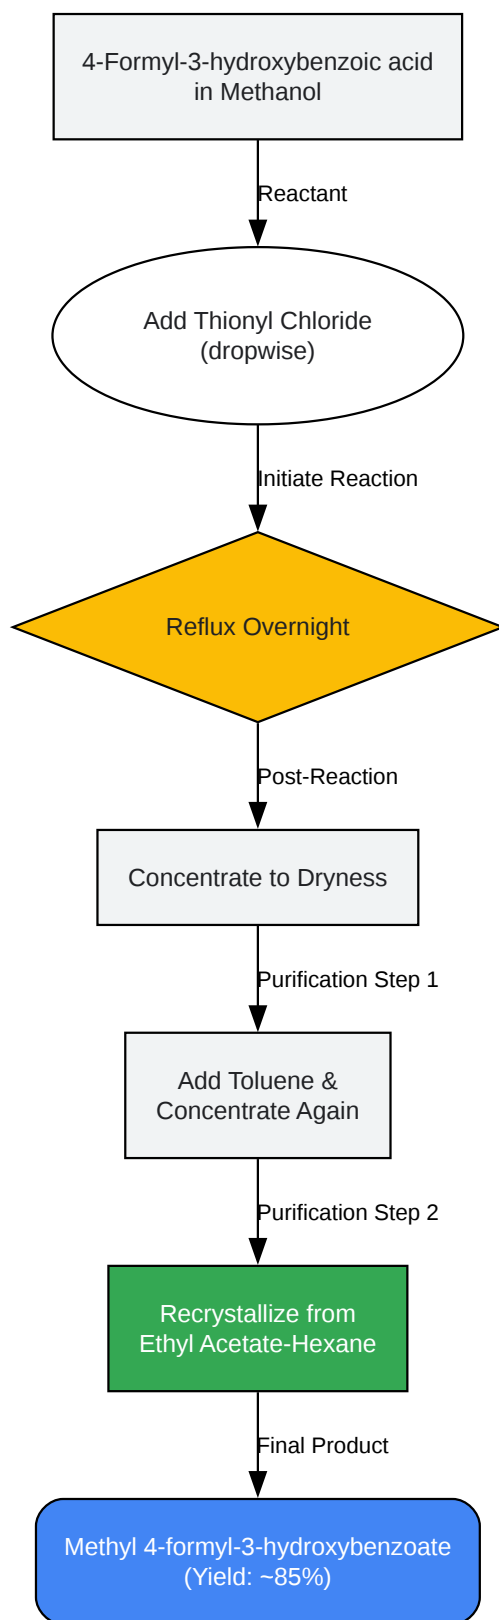 4-Formyl-3-hydroxybenzoic acid
in Methanol
Reactant
Add Thionyl Chloride
(dropwise)
Initiate Reaction
Reflux Overnight
Post-Reaction
Concentrate to Dryness
Purification Step 1
Add Toluene &
Concentrate Again
Purification Step 2
Recrystallize from
Ethyl Acetate-Hexane
Final Product
Methyl 4-formyl-3-hydroxybenzoate
(Yield: ~85%)